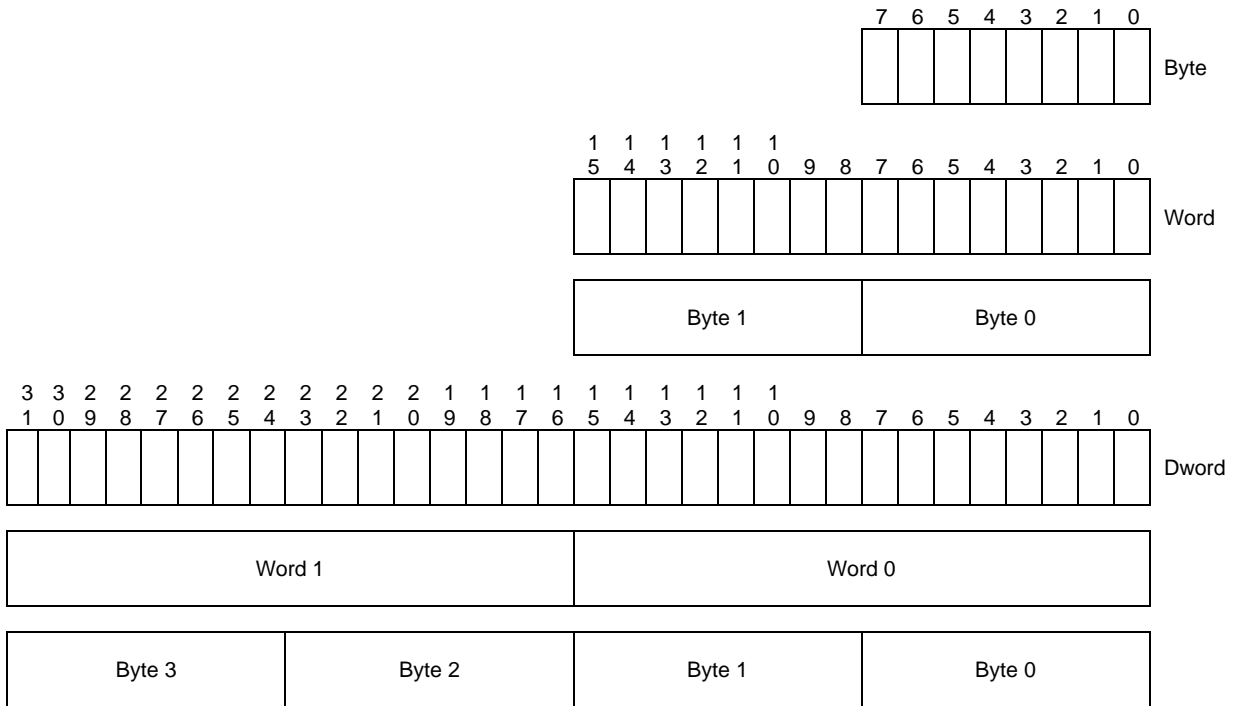 7 6 5 4 3 2 1 0
Byte
1 1 1 1 1 1
5 4 3 2 1 0 9 8 7 6 5 4 3 2 1 0
Word
Byte 1 Byte 0
3 3 2 2 2 2 2 2 2 2 2 2 1 1 1 1 1 1 1 1 1 1
1 0 9 8 7 6 5 4 3 2 1 0 9 8 7 6 5 4 3 2 1 0 9 8 7 6 5 4 3 2 1 0
Dword
Word 1 Word 0
Byte 3 Byte 2 Byte 1 Byte 0